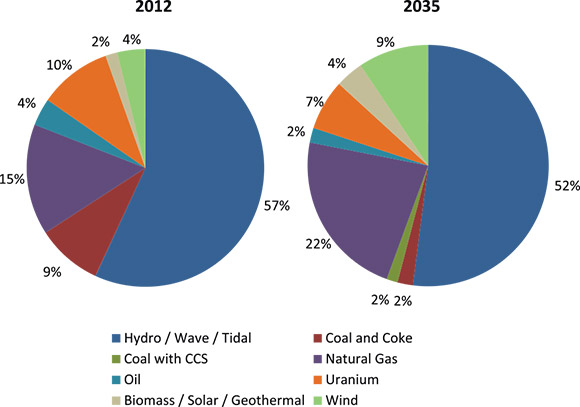 2012
2035
2%
4%
10%
4%
15%
9%
57%
9%
4%
7%
2%
22%
2%
2%
52%
Hydro / Wave / Tidal
Coal and Coke
Coal with CCS
Natural Gas
Oil
Uranium
Biomass / Solar / Geothermal
Wind